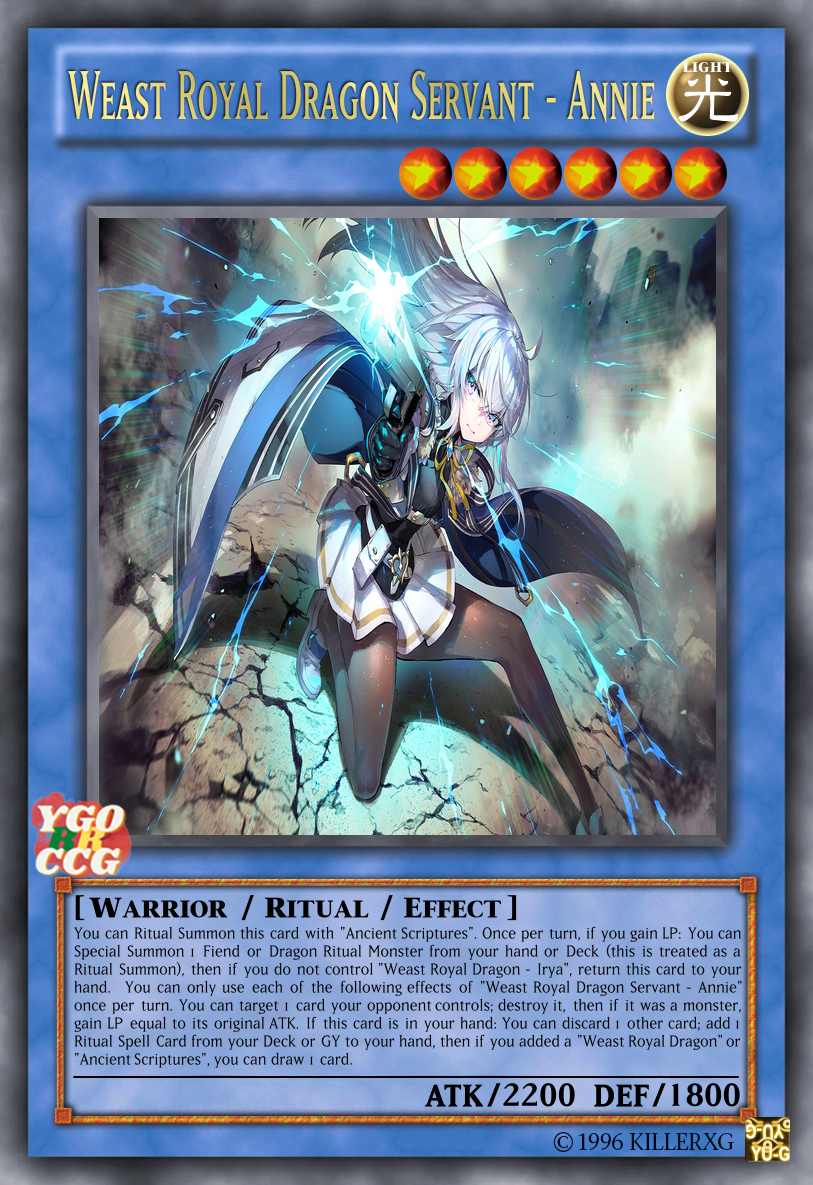 WEAST ROYAL DRAGON SERVANT - ANNIE
LIGHT
光
YGO
RR
CCG
[ WARRIOR / RITUAL / EFFECT ]
You can Ritual Summon this card with "Ancient Scriptures". Once per turn, if you gain LP: You can
Special Summon 1 Fiend or Dragon Ritual Monster from your hand or Deck (this is treated as a
Ritual Summon), then if you do not control "Weast Royal Dragon - Irya", return this card to your
hand. You can only use each of the following effects of "Weast Royal Dragon Servant - Annie"
once per turn. You can target 1 card your opponent controls; destroy it, then if it was a monster,
gain LP equal to its original ATK. If this card is in your hand: You can discard 1 other card; add 1
Ritual Spell Card from your Deck or GY to your hand, then if you added a "Weast Royal Dragon" or
"Ancient Scriptures", you can draw 1 card.
ATK/2200 DEF/1800
© 1996 KILLERXG